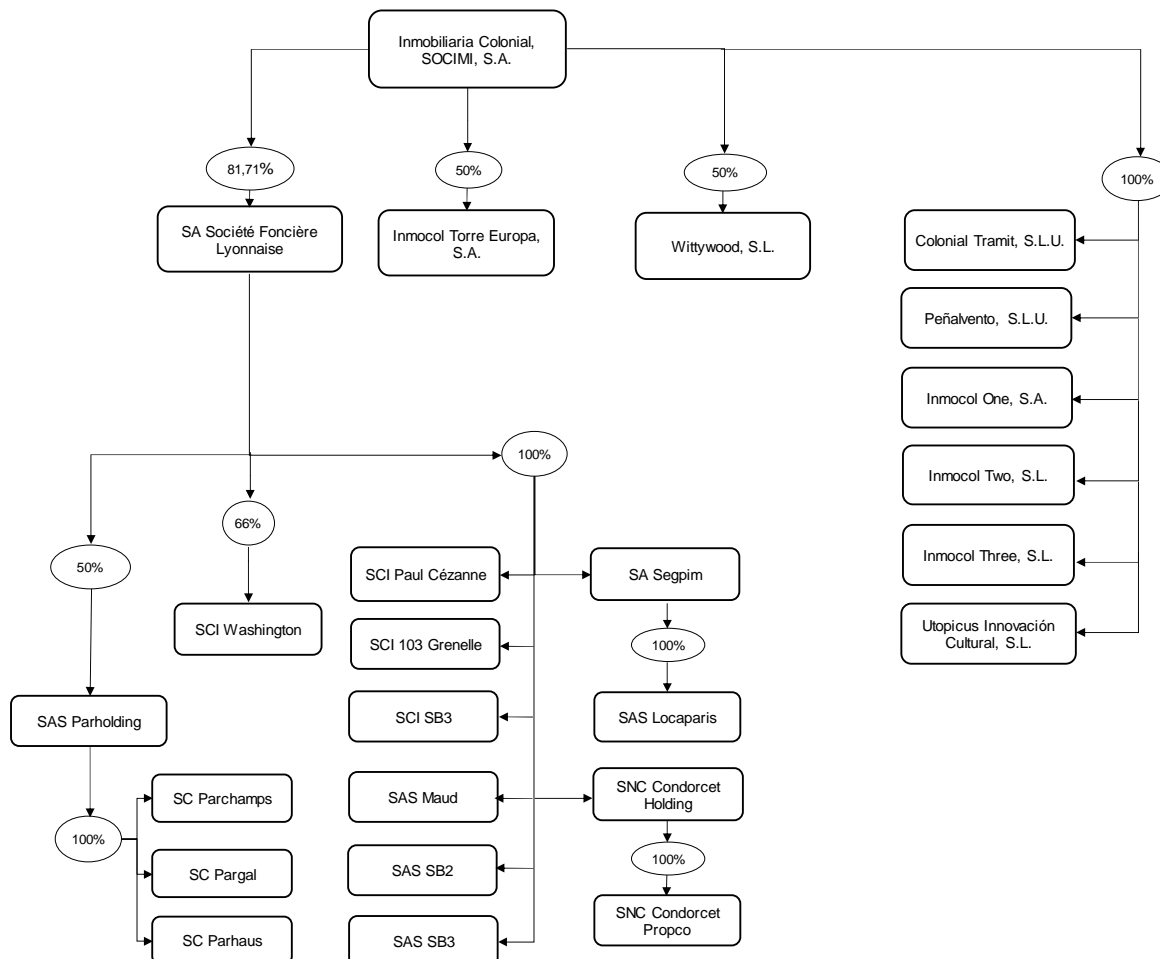 Inmobiliaria Colonial,
SOCIMI, S.A.
81,71%
50%
50%
100%
SA Société Foncière
Lyonnaise
Inmocol Torre Europa,
S.A.
Wittywood, S.L.
Colonial Tramit, S.L.U.
Peñalvento, S.L.U.
Inmocol One, S.A.
Inmocol Two, S.L.
Inmocol Three, S.L.
Utopicus Innovación
Cultural, S.L.
100%
66%
50%
SCI Washington
SAS Parholding
100%
SC Parchamps
SC Pargal
SC Parhaus
SCI Paul Cézanne
SCI 103 Grenelle
SCI SB3
SAS Maud
SAS SB2
SAS SB3
SA Segpim
100%
SAS Locaparis
SNC Condorcet
Holding
100%
SNC Condorcet
Propco